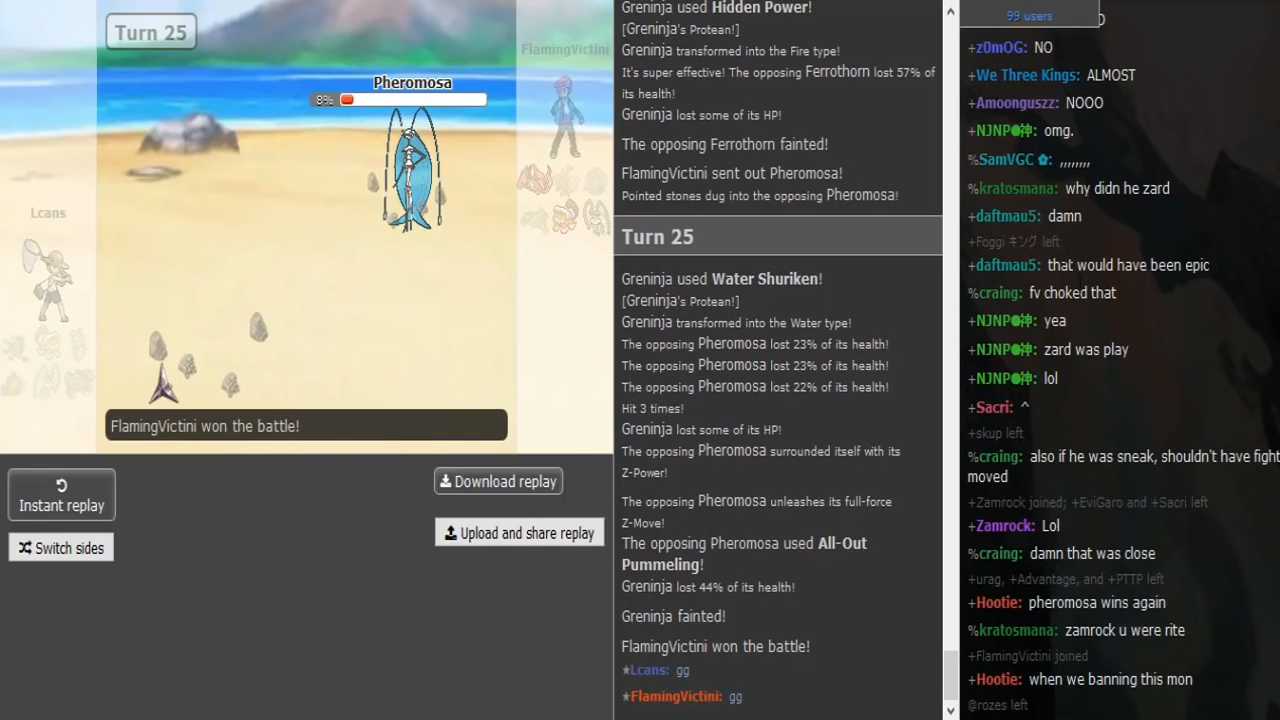 Turn 25
FlamingVictini
Pheromosa
8%
Lcans
FlamingVictini won the battle!
Instant replay
Switch sides
Download replay
Upload and share replay
Greninja used Hidden Power!
[Greninja's Protean!]
Greninja transformed into the Fire type!
It's super effective! The opposing Ferrothorn lost 57% of
its health!
Greninja lost some of its HP!
The opposing Ferrothorn fainted!
FlamingVictini sent out Pheromosa!
Pointed stones dug into the opposing Pheromosa!
Turn 25
Greninja used Water Shuriken!
[Greninja's Protean!]
Greninja transformed into the Water type!
The opposing Pheromosa lost 23% of its health!
The opposing Pheromosa lost 23% of its health!
The opposing Pheromosa lost 22% of its health!
Hit 3 times!
Greninja lost some of its HP!
The opposing Pheromosa surrounded itself with its
Z-Power!
The opposing Pheromosa unleashes its full-force
Z-Move!
The opposing Pheromosa used All-Out
Pummeling!
Greninja lost 44% of its health!
Greninja fainted!
FlamingVictini won the battle!
★Lcans: gg
★FlamingVictini: gg
99 users
+z0mOG: NO
+We Three Kings: ALMOST
+Amoonguszz: NOOO
+NJNP●神: omg.
%SamVGC ✿: ,,,,,,,,
%kratosmana: why didn he zard
+daftmau5: damn
+Foggi キング left
+daftmau5: that would have been epic
%craing: fv choked that
+NJNP●神: yea
+NJNP●神: zard was play
+NJNP●神: lol
+Sacri: ^
+skup left
%craing: also if he was sneak, shouldn't have fight
moved
+Zamrock joined; +EviGaro and +Sacri left
+Zamrock: Lol
%craing: damn that was close
+urag, +Advantage, and +PTTP left
+Hootie: pheromosa wins again
%kratosmana: zamrock u were rite
+FlamingVictini joined
+Hootie: when we banning this mon
@rozes left